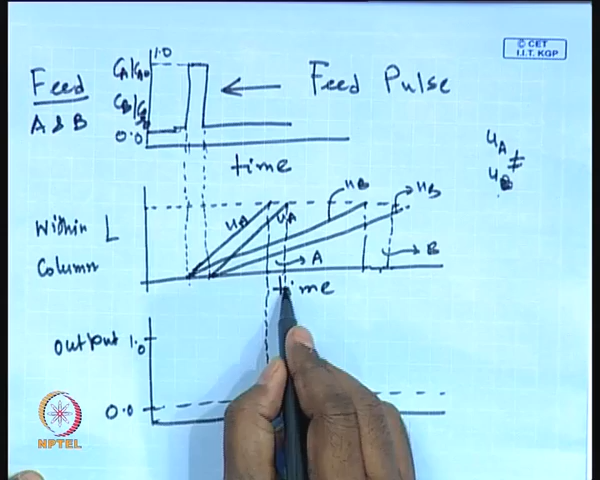 © CET
I.I.T. KGP
1.0
CA/CA0
Feed
Feed Pulse
CB/CB0
A & B
0.0
time
uA ≠
uB
uB
uB
uA
uA
Within L
A
B
Column
time
output 1.0
0.0
NPTEL